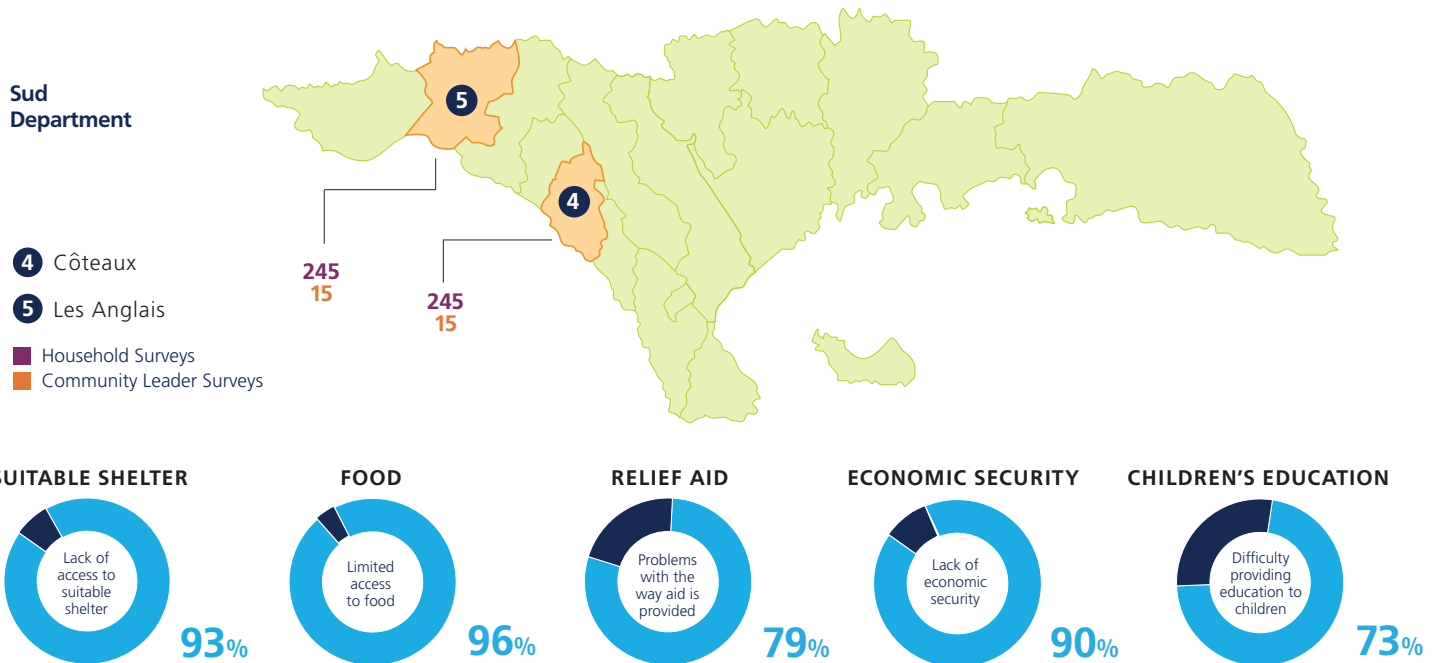 Sud
Department
5
4
4 Côteaux
5 Les Anglais
245
15
245
15
Household Surveys
Community Leader Surveys
SUITABLE SHELTER
Lack of
access to
suitable
shelter
93%
FOOD
Limited
access
to food
96%
RELIEF AID
Problems
with the
way aid is
provided
79%
ECONOMIC SECURITY
Lack of
economic
security
90%
CHILDREN'S EDUCATION
Difficulty
providing
education to
children
73%